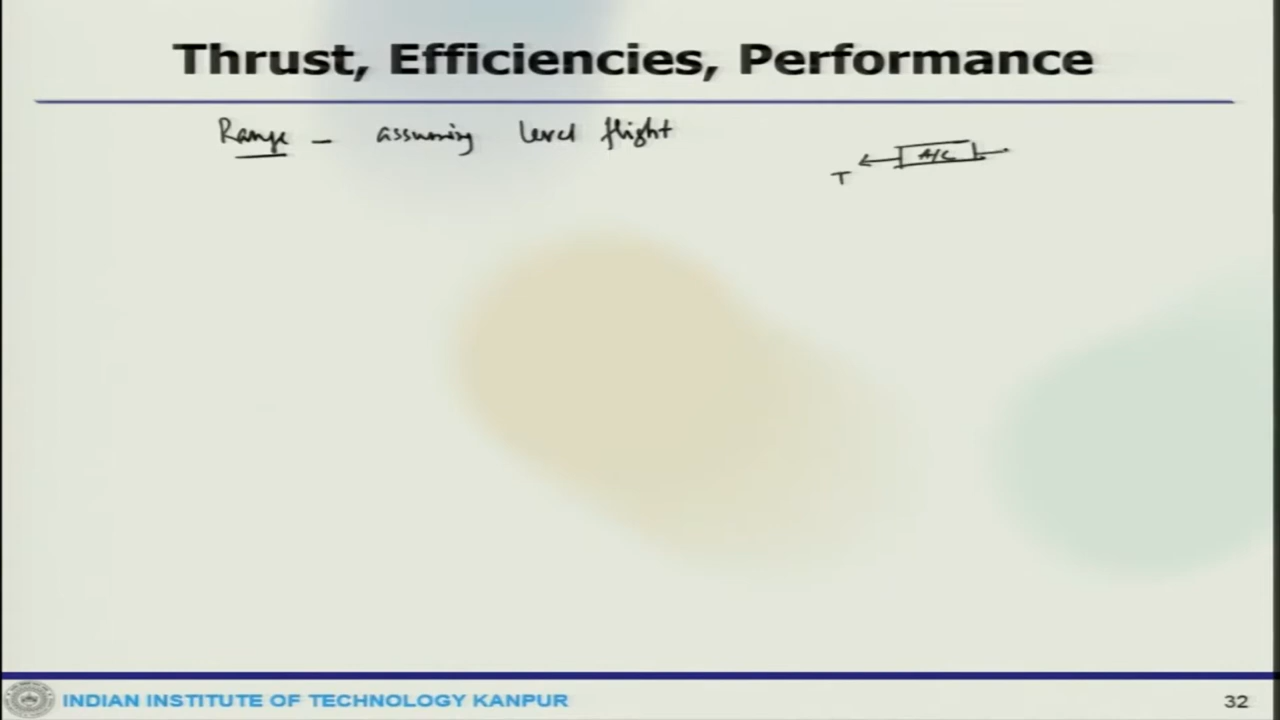 Thrust, Efficiencies, Performance
Range – assuming level flight
A/C
T
INDIAN INSTITUTE OF TECHNOLOGY KANPUR
32